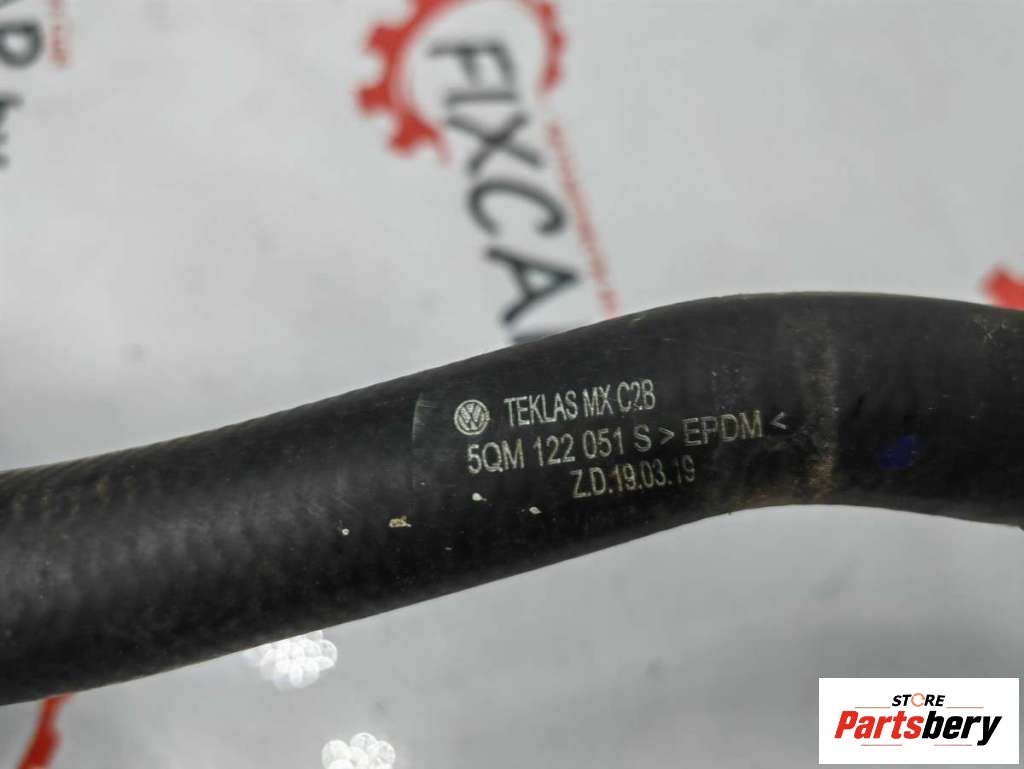 FIXCA
TEKLAS MX C2B
5QM 122 051 S > EPDM <
Z.D.19.03.19
STORE
Partsbery